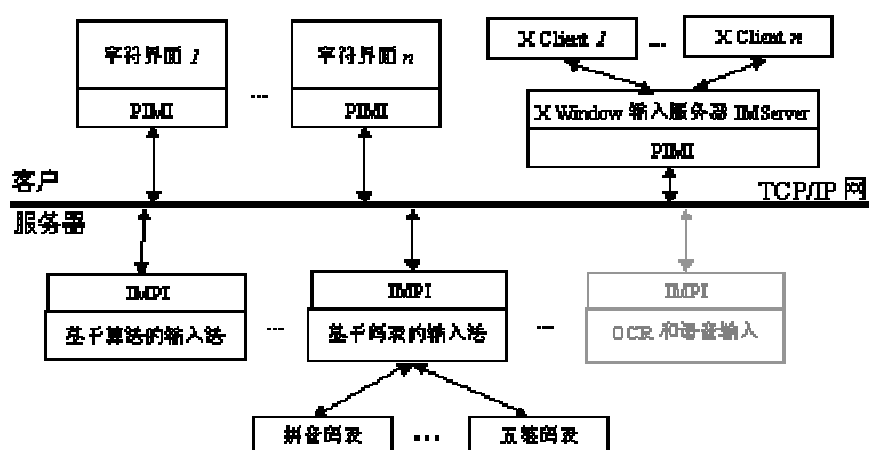 字符界面 1
PIMI
...
字符界面 n
PIMI
X Client 1
...
X Client n
X Window 输入服务器 IMServer
PIMI
客户
TCP/IP 网
服务器
IMPI
基于算法的输入法
...
IMPI
基于码表的输入法
...
IMPI
OCR 和语音输入
拼音码表
...
五笔码表